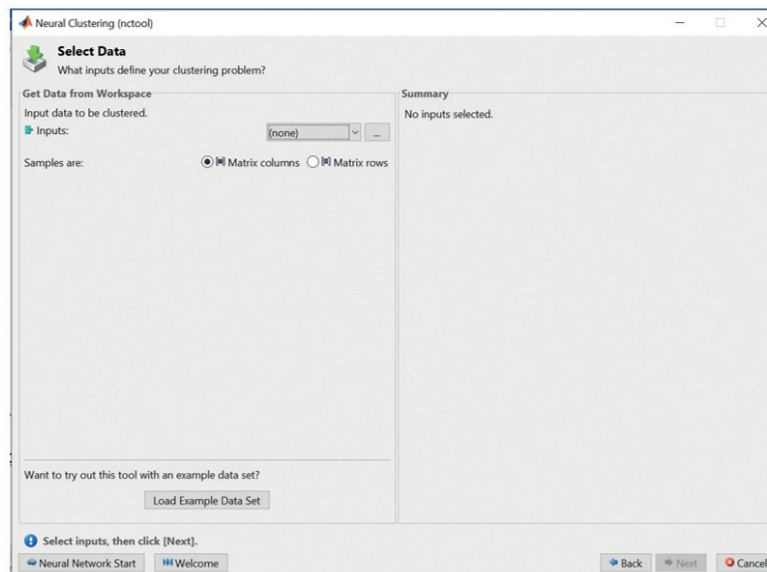 Neural Clustering (nctool)
Select Data
What inputs define your clustering problem?
Get Data from Workspace
Input data to be clustered.
Inputs: (none) ...
Samples are: Matrix columns Matrix rows
Want to try out this tool with an example data set?
Load Example Data Set
Summary
No inputs selected.
Select inputs, then click [Next].
Neural Network Start Welcome Back Next Cancel